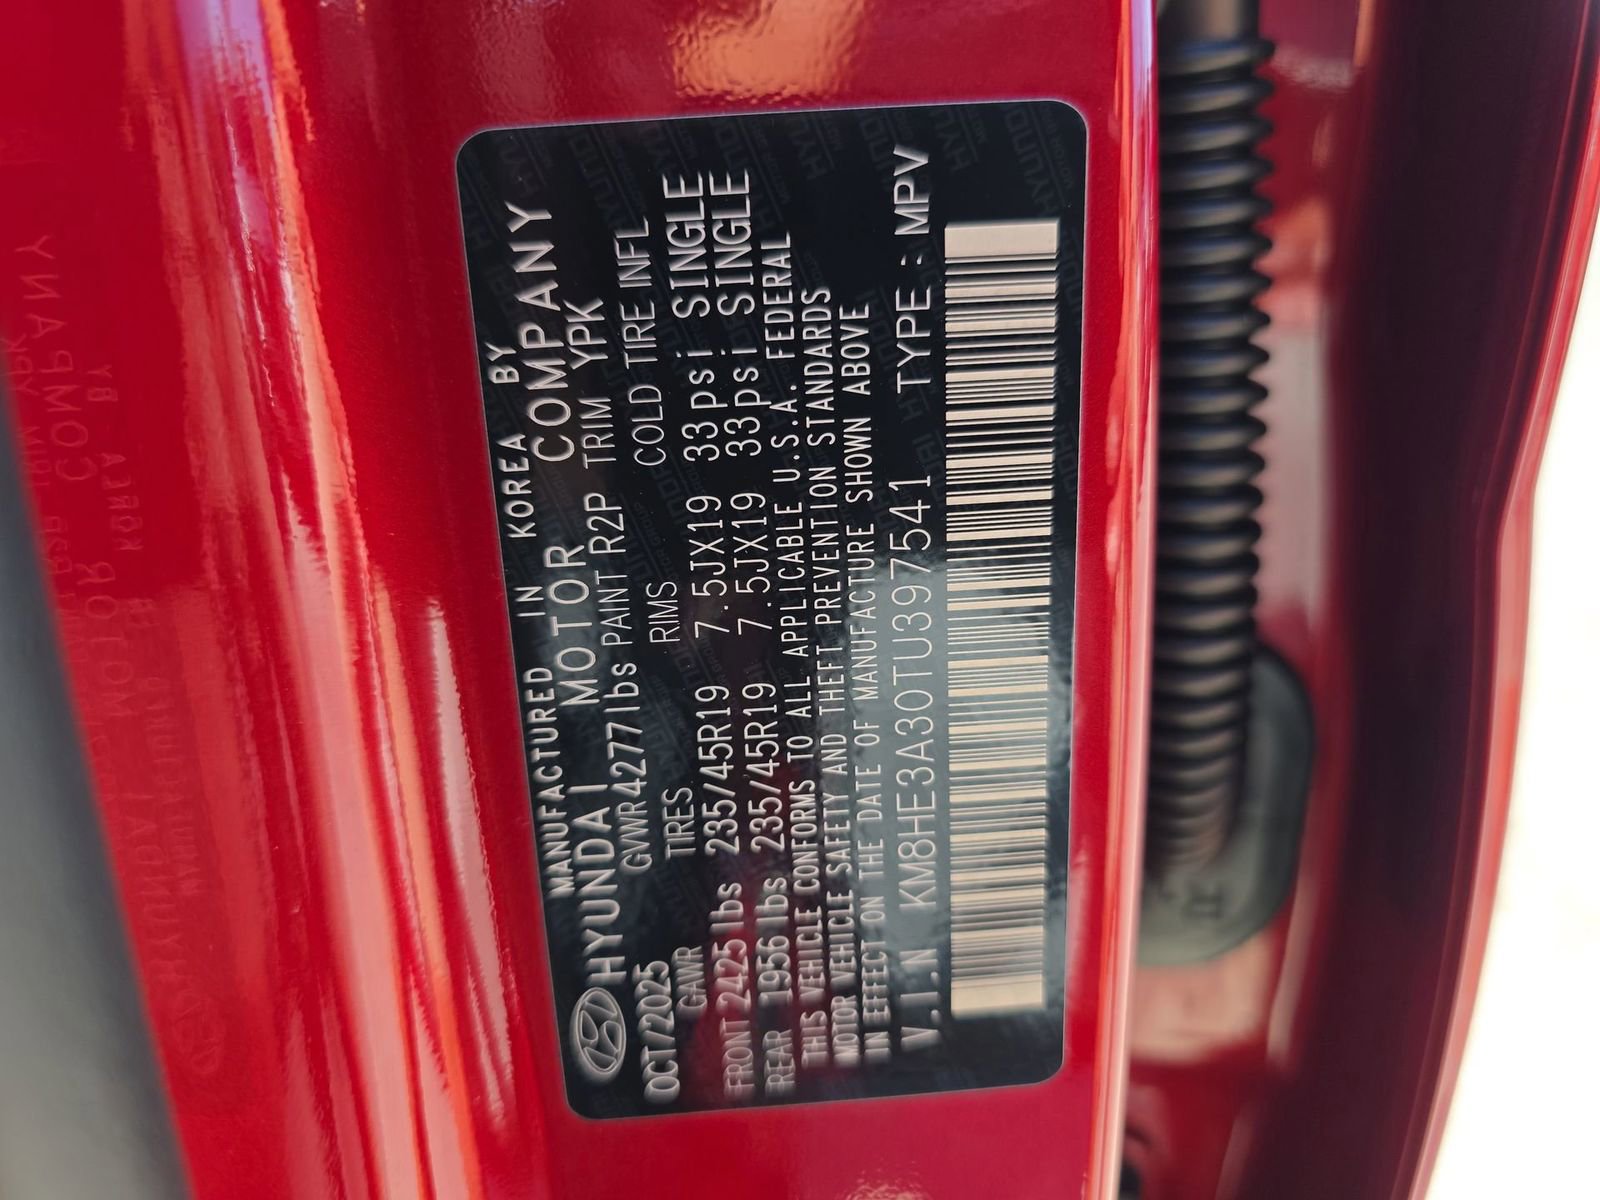 MANUFACTURED IN KOREA BY
HYUNDAI MOTOR COMPANY
OCT/2025 GVWR4277lbs PAINT R2P TRIM YPK
GAWR TIRES RIMS COLD TIRE INFL
FRONT 2425lbs 235/45R19 7.5JX19 33psi SINGLE
REAR 1956lbs 235/45R19 7.5JX19 33psi SINGLE
THIS VEHICLE CONFORMS TO ALL APPLICABLE U.S.A. FEDERAL
MOTOR VEHICLE SAFETY AND THEFT PREVENTION STANDARDS
IN EFFECT ON THE DATE OF MANUFACTURE SHOWN ABOVE
V.I.N KM8HE3A30TU397541 TYPE : MPV